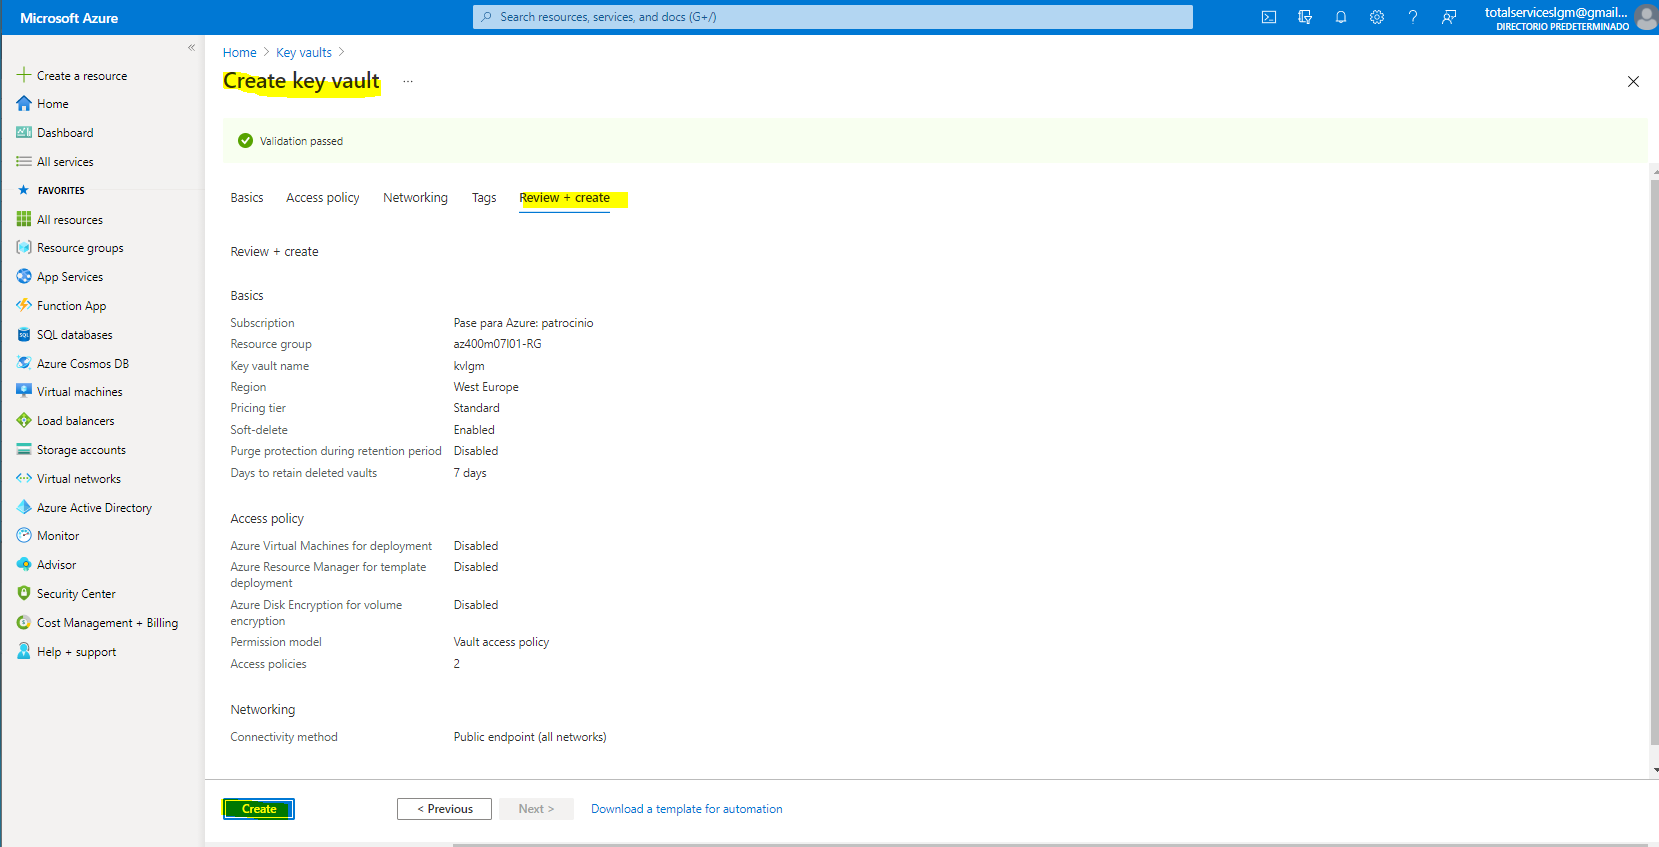 Microsoft Azure
Search resources, services, and docs (G+/)
totalserviceslgm@gmail...
DIRECTORIO PREDETERMINADO
«
Create a resource
Home
Dashboard
All services
FAVORITES
All resources
Resource groups
App Services
Function App
SQL databases
Azure Cosmos DB
Virtual machines
Load balancers
Storage accounts
Virtual networks
Azure Active Directory
Monitor
Advisor
Security Center
Cost Management + Billing
Help + support
Home > Key vaults >
Create key vault ...
Validation passed
Basics Access policy Networking Tags Review + create
Review + create
Basics
Subscription Pase para Azure: patrocinio
Resource group az400m07l01-RG
Key vault name kvlgm
Region West Europe
Pricing tier Standard
Soft-delete Enabled
Purge protection during retention period Disabled
Days to retain deleted vaults 7 days
Access policy
Azure Virtual Machines for deployment Disabled
Azure Resource Manager for template Disabled
deployment
Azure Disk Encryption for volume Disabled
encryption
Permission model Vault access policy
Access policies 2
Networking
Connectivity method Public endpoint (all networks)
Create < Previous Next > Download a template for automation